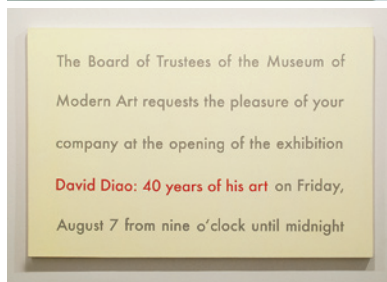 The Board of Trustees of the Museum of
Modern Art requests the pleasure of your
company at the opening of the exhibition
David Diao: 40 years of his art on Friday,
August 7 from nine o'clock until midnight